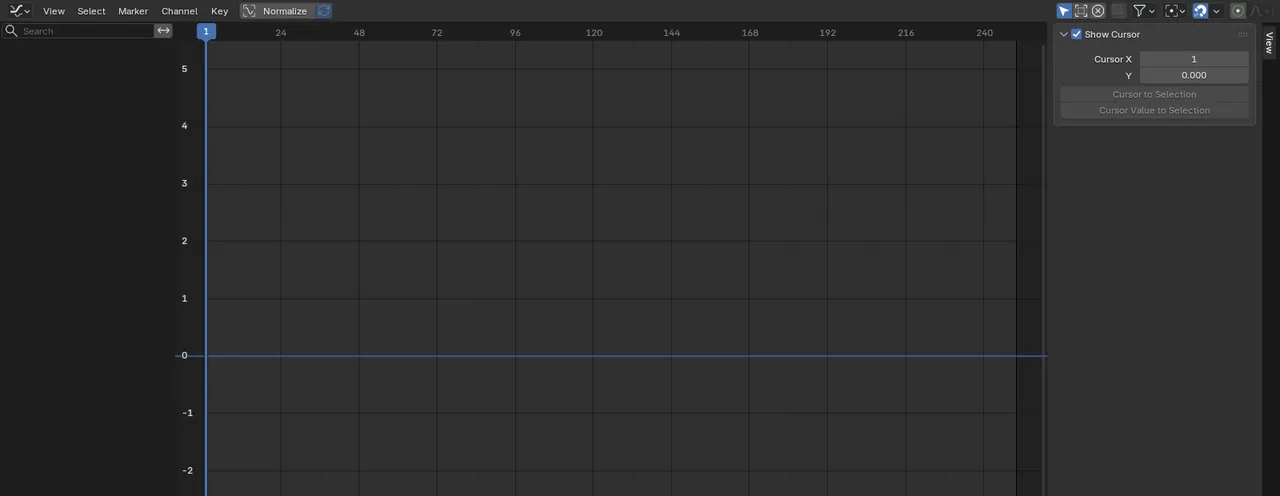 View Select Marker Channel Key Normalize
Search
1 24 48 72 96 120 144 168 192 216 240
5
4
3
2
1
0
-1
-2
Show Cursor
Cursor X 1
Y 0.000
Cursor to Selection
Cursor Value to Selection
View